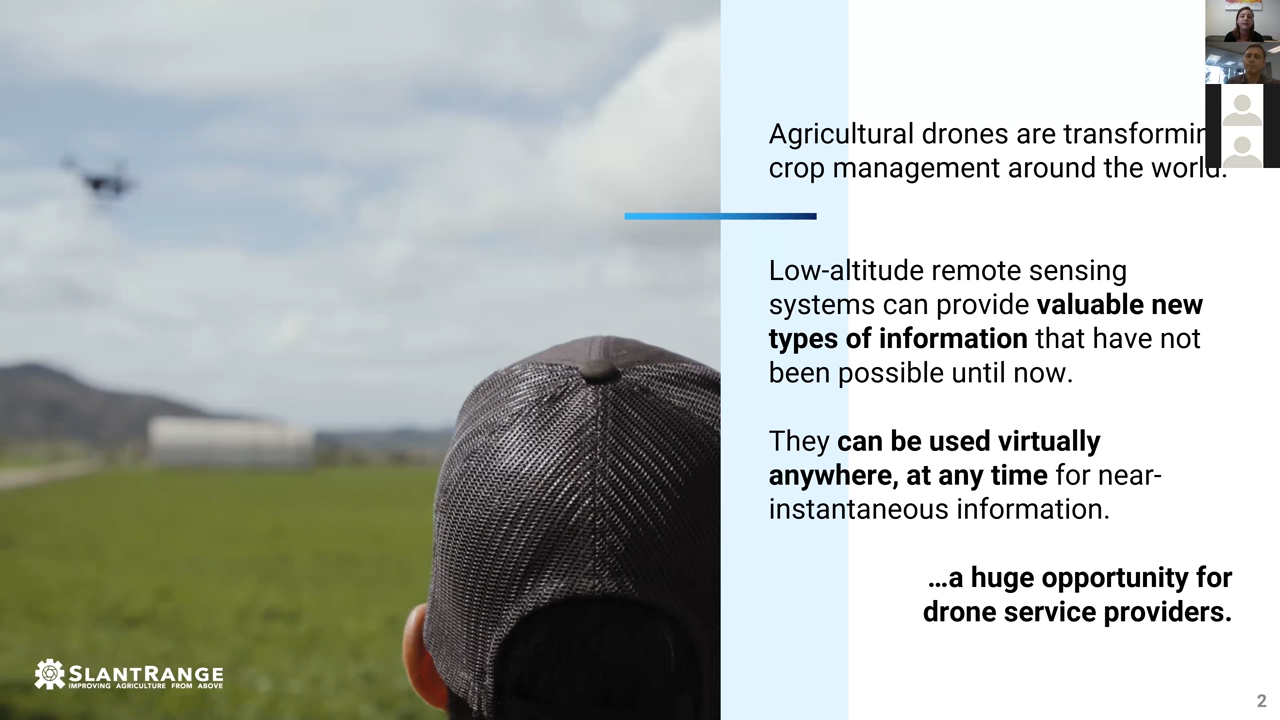 Agricultural drones are transformin
crop management around the world.
Low-altitude remote sensing
systems can provide valuable new
types of information that have not
been possible until now.
They can be used virtually
anywhere, at any time for near-
instantaneous information.
…a huge opportunity for
drone service providers.
SLANTRANGE
IMPROVING AGRICULTURE FROM ABOVE
2